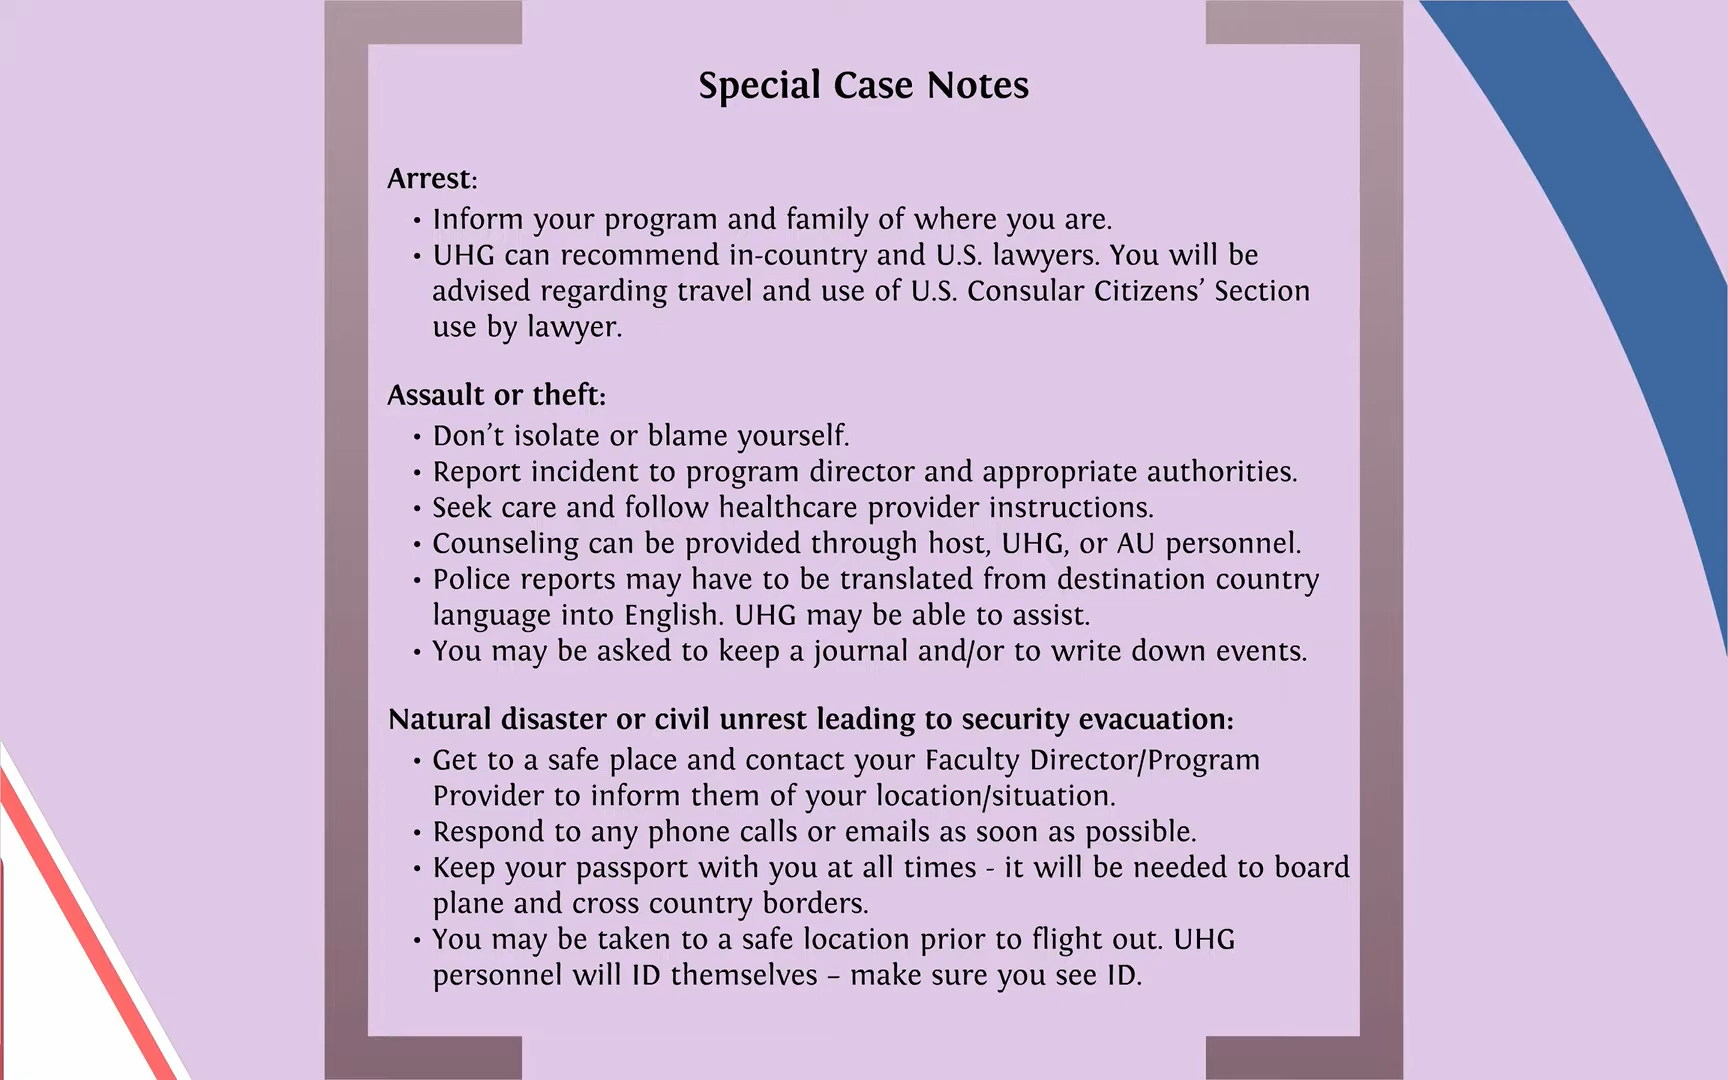 Special Case Notes
Arrest:
• Inform your program and family of where you are.
• UHG can recommend in-country and U.S. lawyers. You will be
advised regarding travel and use of U.S. Consular Citizens’ Section
use by lawyer.
Assault or theft:
• Don’t isolate or blame yourself.
• Report incident to program director and appropriate authorities.
• Seek care and follow healthcare provider instructions.
• Counseling can be provided through host, UHG, or AU personnel.
• Police reports may have to be translated from destination country
language into English. UHG may be able to assist.
• You may be asked to keep a journal and/or to write down events.
Natural disaster or civil unrest leading to security evacuation:
• Get to a safe place and contact your Faculty Director/Program
Provider to inform them of your location/situation.
• Respond to any phone calls or emails as soon as possible.
• Keep your passport with you at all times - it will be needed to board
plane and cross country borders.
• You may be taken to a safe location prior to flight out. UHG
personnel will ID themselves – make sure you see ID.